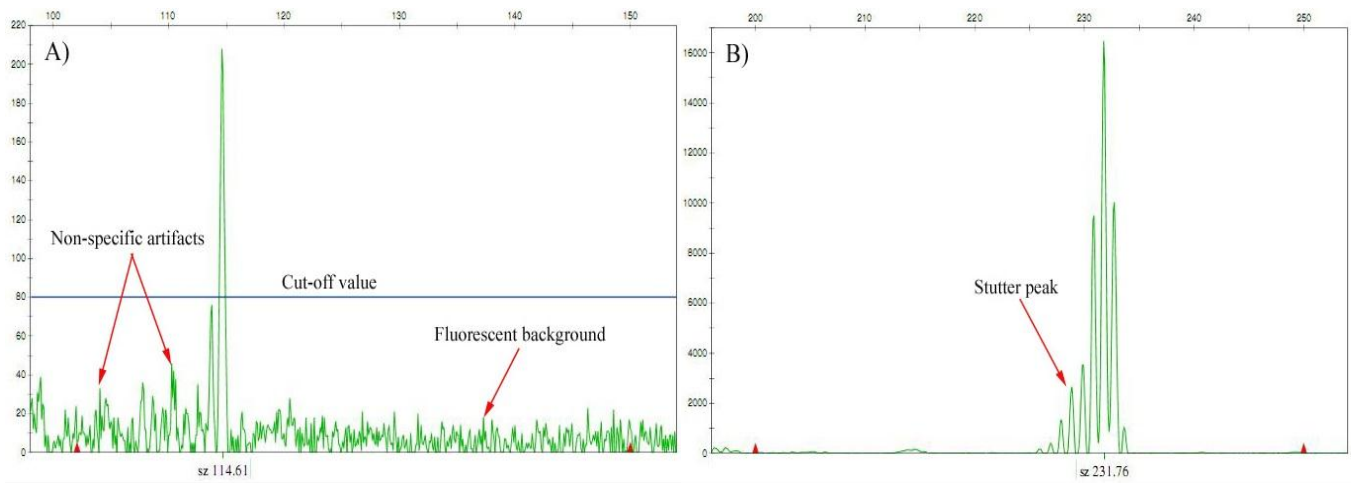 100 110 120 130 140 150
220
200
180
160
140
120
100
80
60
40
20
0
A)
Non-specific artifacts
Cut-off value
Fluorescent background
sz 114.61
200 210 220 230 240 250
16000
14000
12000
10000
8000
6000
4000
2000
0
B)
Stutter peak
sz 231.76